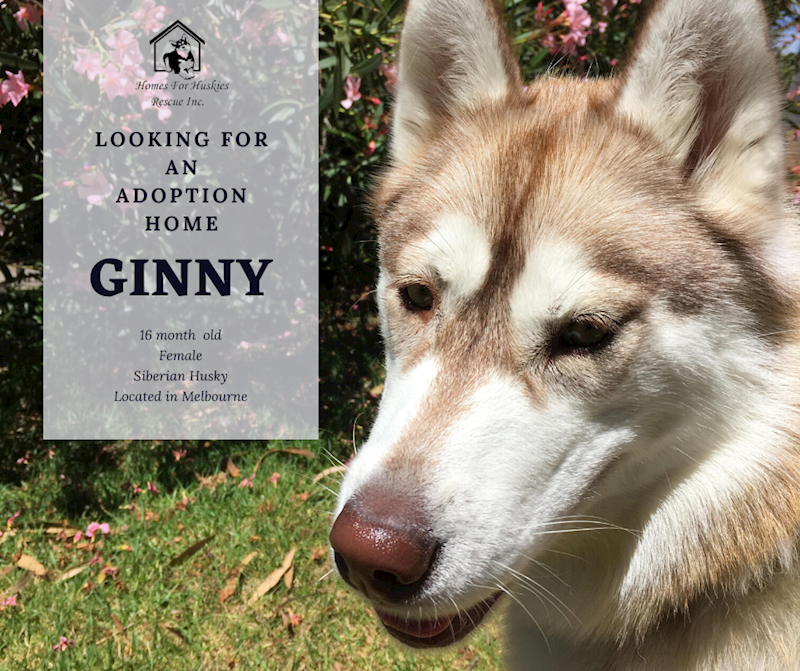 Homes For Huskies
Rescue Inc.
LOOKING FOR
AN
ADOPTION
HOME
GINNY
16 month old
Female
Siberian Husky
Located in Melbourne